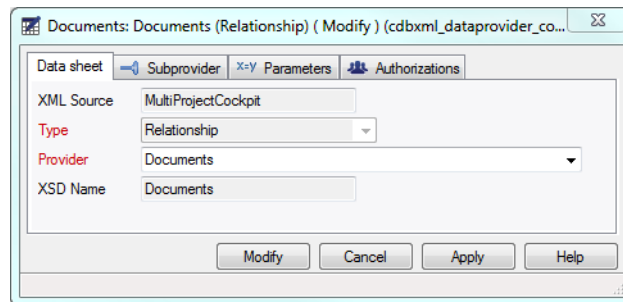 Documents: Documents (Relationship) ( Modify ) (cdbxml_dataprovider_co...
Data sheet Subprovider x=y Parameters Authorizations
XML Source MultiProjectCockpit
Type Relationship
Provider Documents
XSD Name Documents
Modify Cancel Apply Help